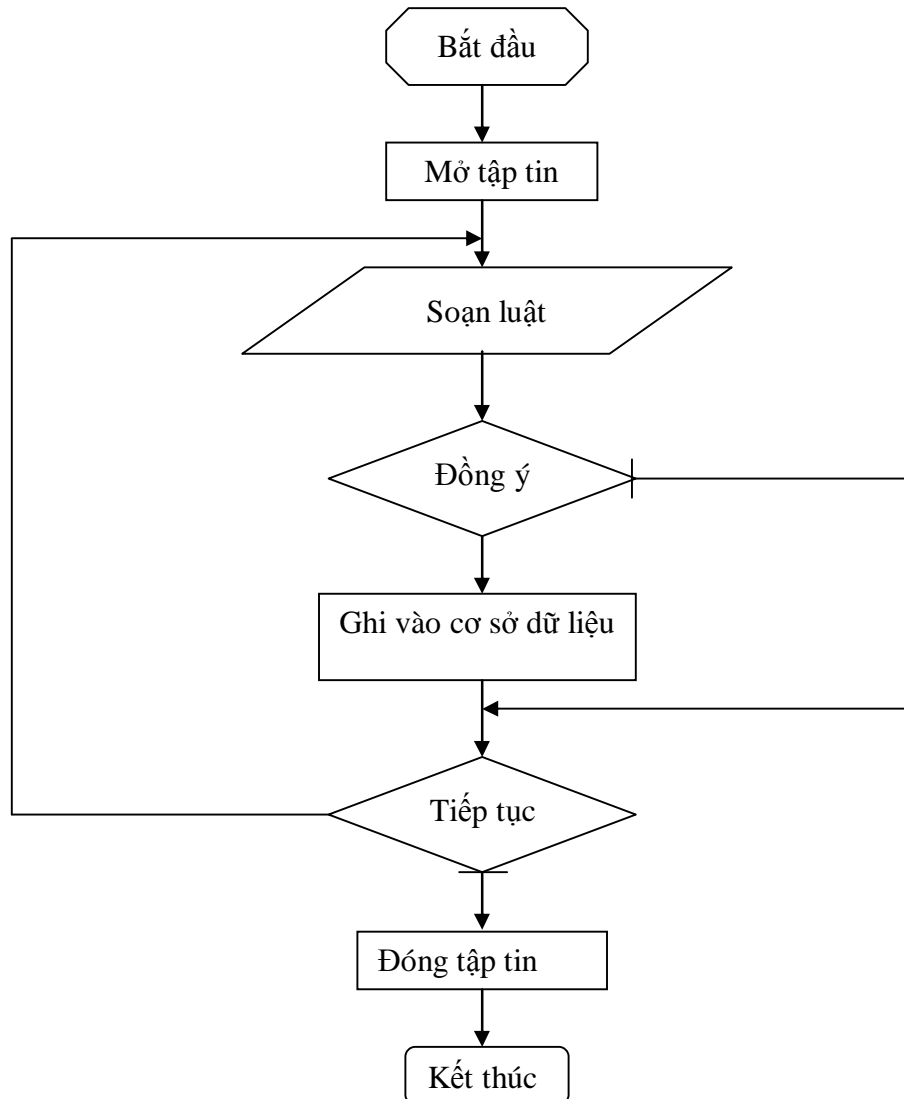 Bắt đầu
Mở tập tin
Soạn luật
Đồng ý
Ghi vào cơ sở dữ liệu
Tiếp tục
Đóng tập tin
Kết thúc